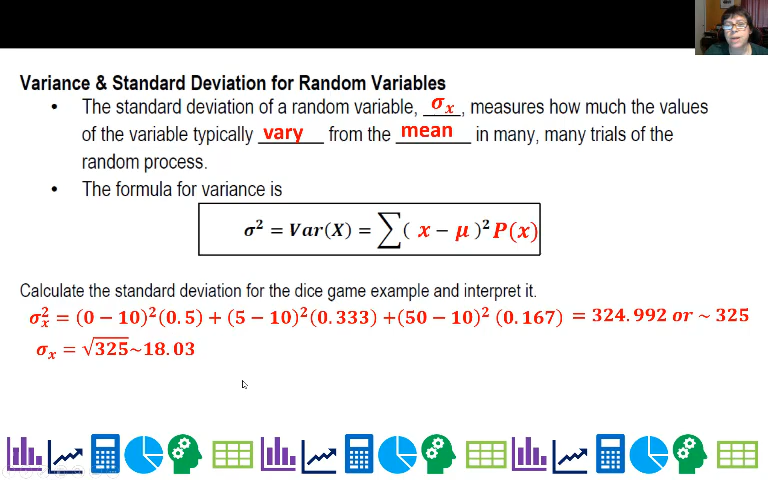 Variance & Standard Deviation for Random Variables
• The standard deviation of a random variable, __σₓ__, measures how much the values
of the variable typically __vary__ from the __mean__ in many, many trials of the
random process.
• The formula for variance is
σ² = Var(X) = ∑( x − μ )² P(x)
Calculate the standard deviation for the dice game example and interpret it.
σₓ² = (0 − 10)²(0.5) + (5 − 10)²(0.333) +(50 − 10)² (0.167) = 324.992 or ~ 325
σₓ = √325~18.03